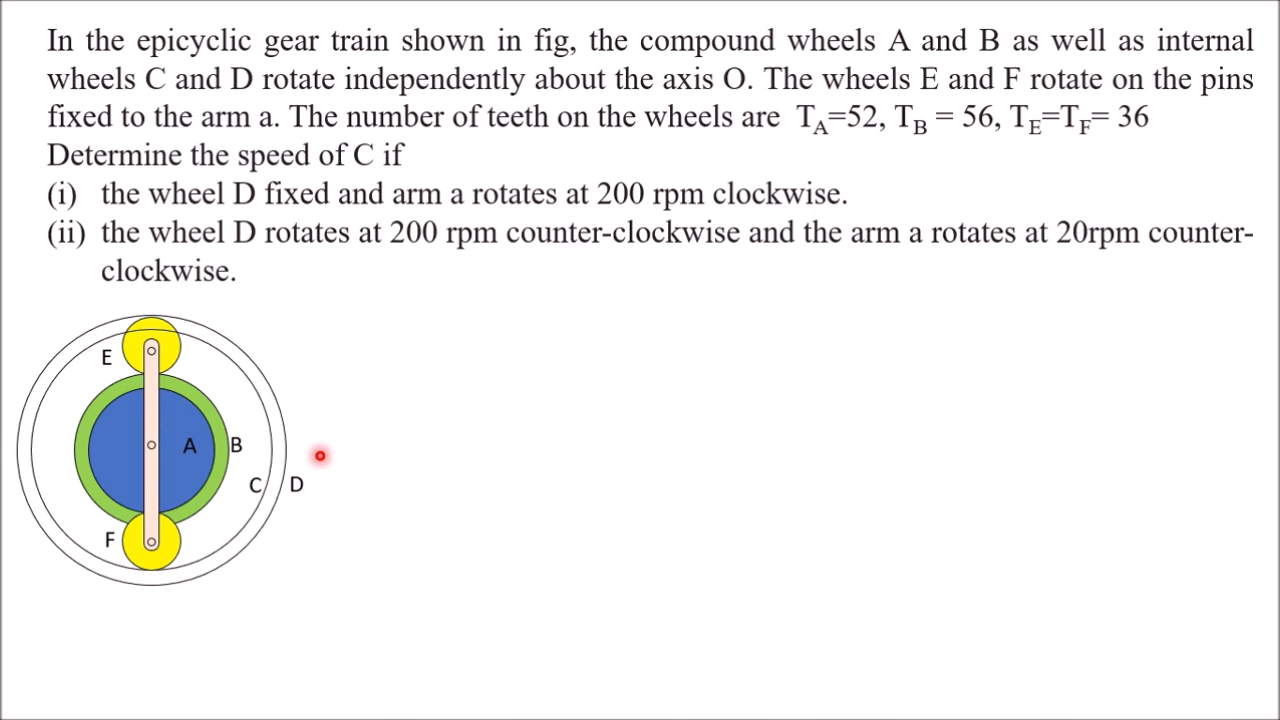 In the epicyclic gear train shown in fig, the compound wheels A and B as well as internal
wheels C and D rotate independently about the axis O. The wheels E and F rotate on the pins
fixed to the arm a. The number of teeth on the wheels are T_A=52, T_B = 56, T_E=T_F= 36
Determine the speed of C if
(i) the wheel D fixed and arm a rotates at 200 rpm clockwise.
(ii) the wheel D rotates at 200 rpm counter-clockwise and the arm a rotates at 20rpm counter-
clockwise.
E
A B
C D
F